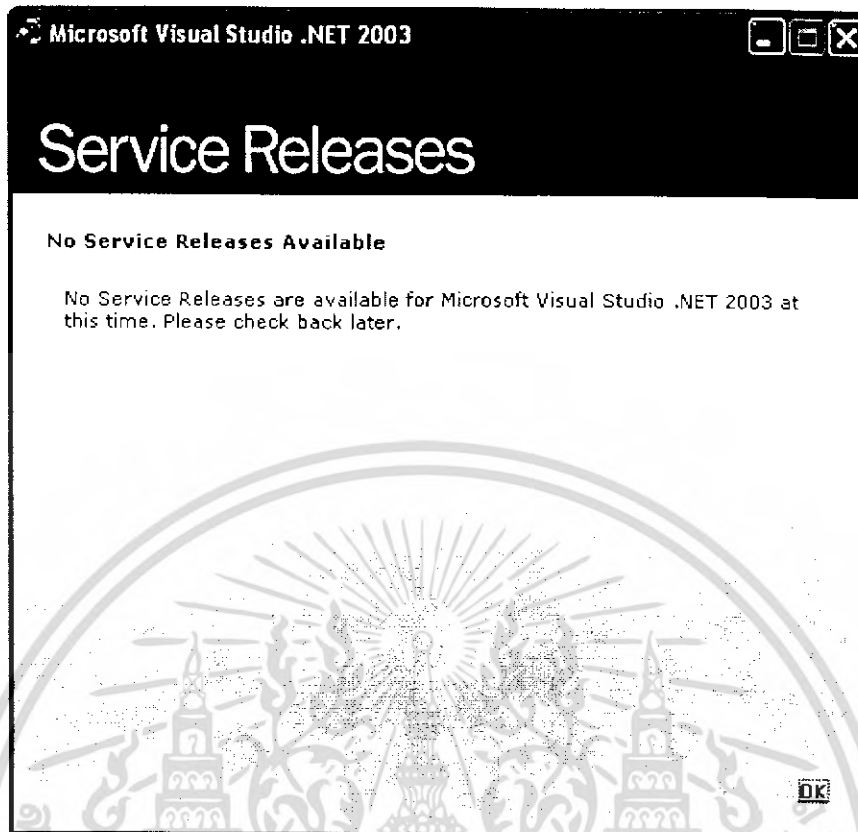 Microsoft Visual Studio .NET 2003
Service Releases
No Service Releases Available
No Service Releases are available for Microsoft Visual Studio .NET 2003 at
this time. Please check back later.
OK